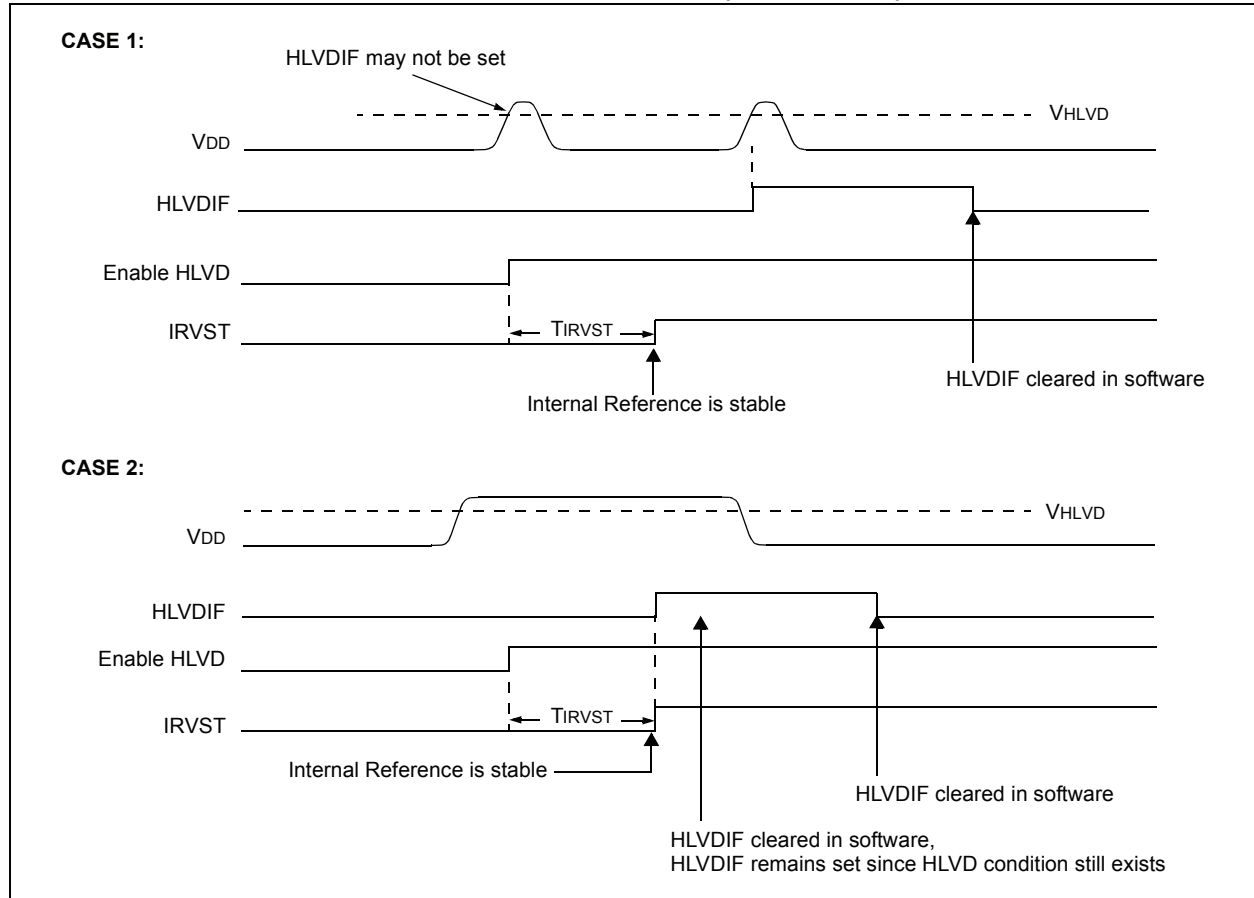 CASE 1:
HLVDIF may not be set
VHLVD
VDD
HLVDIF
Enable HLVD
TIRVST
IRVST
HLVDIF cleared in software
Internal Reference is stable
CASE 2:
VHLVD
VDD
HLVDIF
Enable HLVD
TIRVST
IRVST
Internal Reference is stable
HLVDIF cleared in software
HLVDIF cleared in software,
HLVDIF remains set since HLVD condition still exists